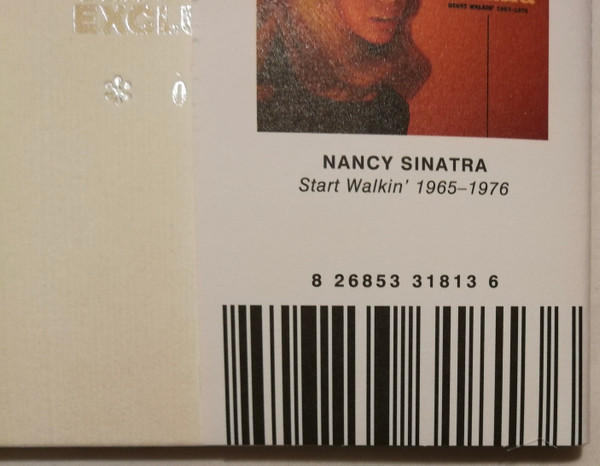 NANCY SINATRA
Start Walkin' 1965–1976
8 26853 31813 6